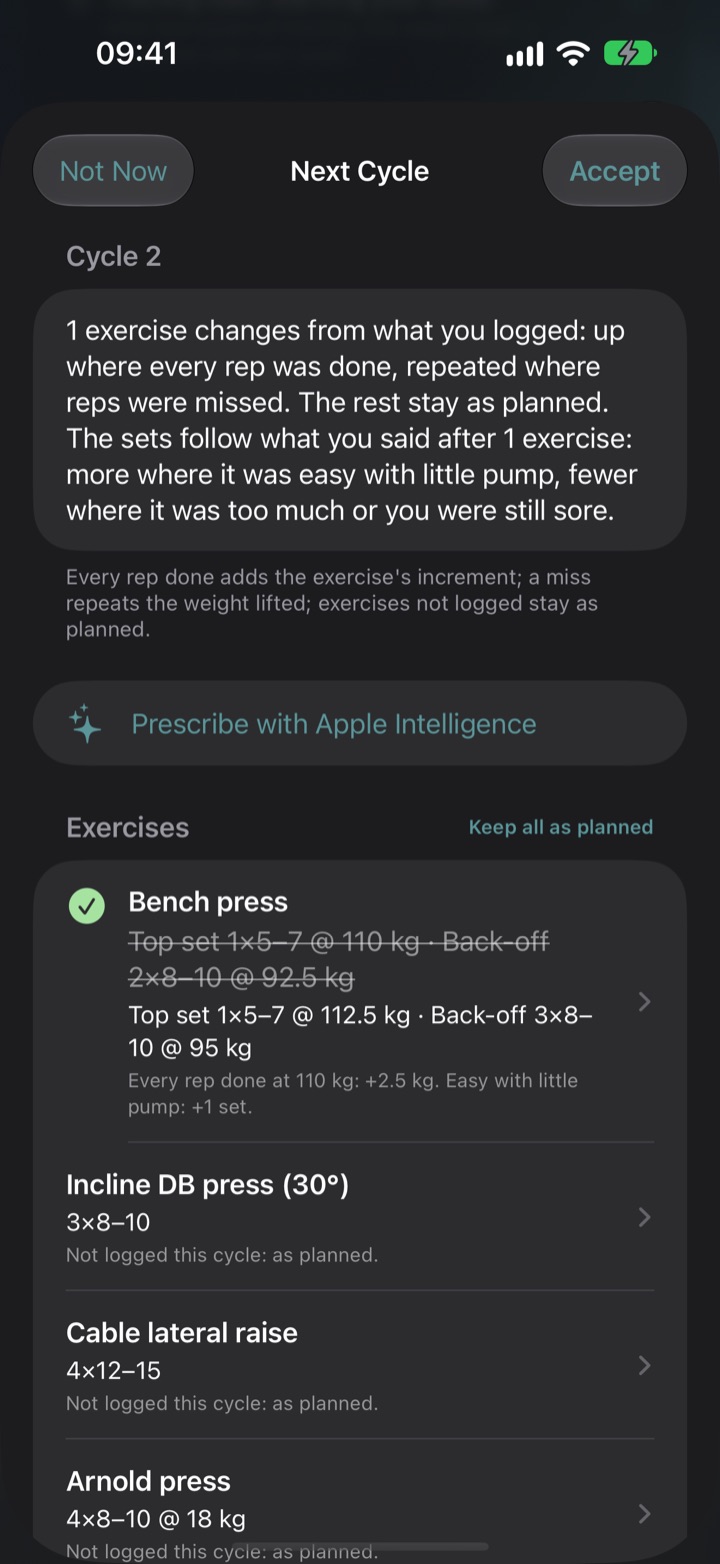 09:41
Not Now
Next Cycle
Accept
Cycle 2
1 exercise changes from what you logged: up
where every rep was done, repeated where
reps were missed. The rest stay as planned.
The sets follow what you said after 1 exercise:
more where it was easy with little pump, fewer
where it was too much or you were still sore.
Every rep done adds the exercise's increment; a miss
repeats the weight lifted; exercises not logged stay as
planned.
Prescribe with Apple Intelligence
Exercises
Keep all as planned
Bench press
Top set 1×5–7 @ 110 kg · Back-off
2×8–10 @ 92.5 kg
Top set 1×5–7 @ 112.5 kg · Back-off 3×8–
10 @ 95 kg
Every rep done at 110 kg: +2.5 kg. Easy with little
pump: +1 set.
Incline DB press (30°)
3×8–10
Not logged this cycle: as planned.
Cable lateral raise
4×12–15
Not logged this cycle: as planned.
Arnold press
4×8–10 @ 18 kg
Not logged this cycle: as planned.